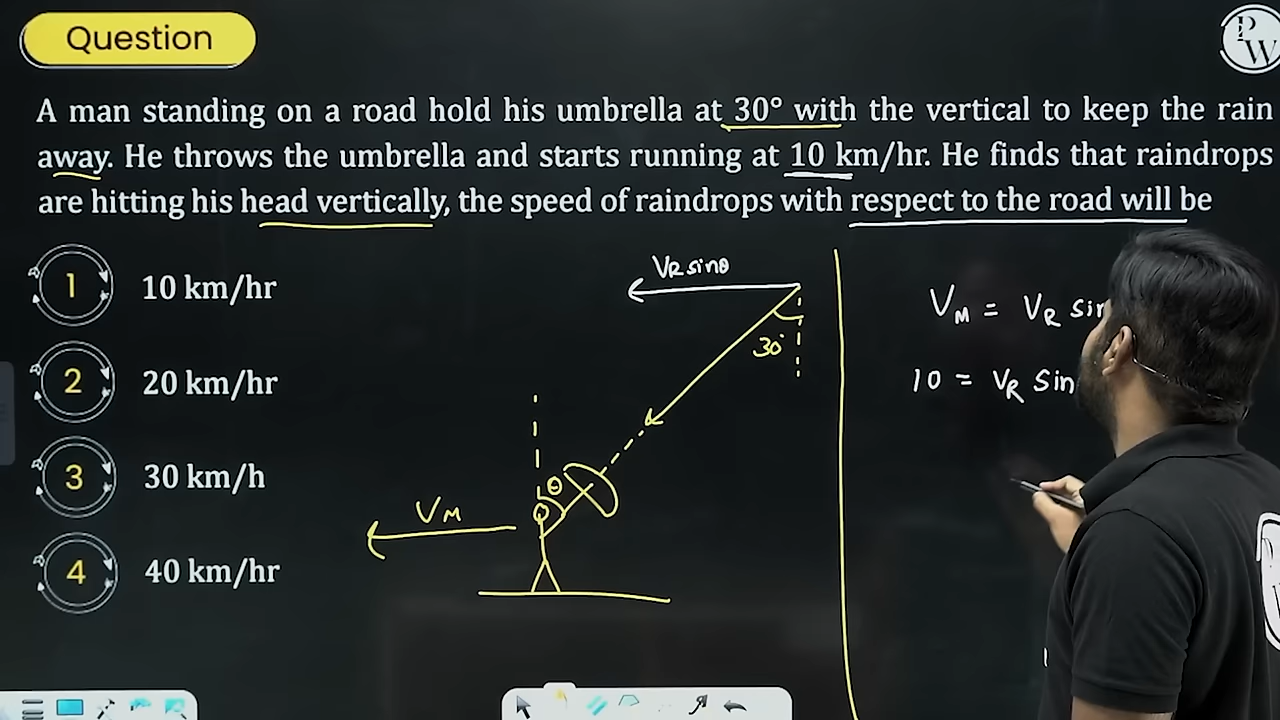 Question
PW
A man standing on a road hold his umbrella at 30° with the vertical to keep the rain
away. He throws the umbrella and starts running at 10 km/hr. He finds that raindrops
are hitting his head vertically, the speed of raindrops with respect to the road will be
1 10 km/hr
2 20 km/hr
3 30 km/h
4 40 km/hr
VR sinθ
30°
θ
VM
VM = VR sin
10 = VR Sin